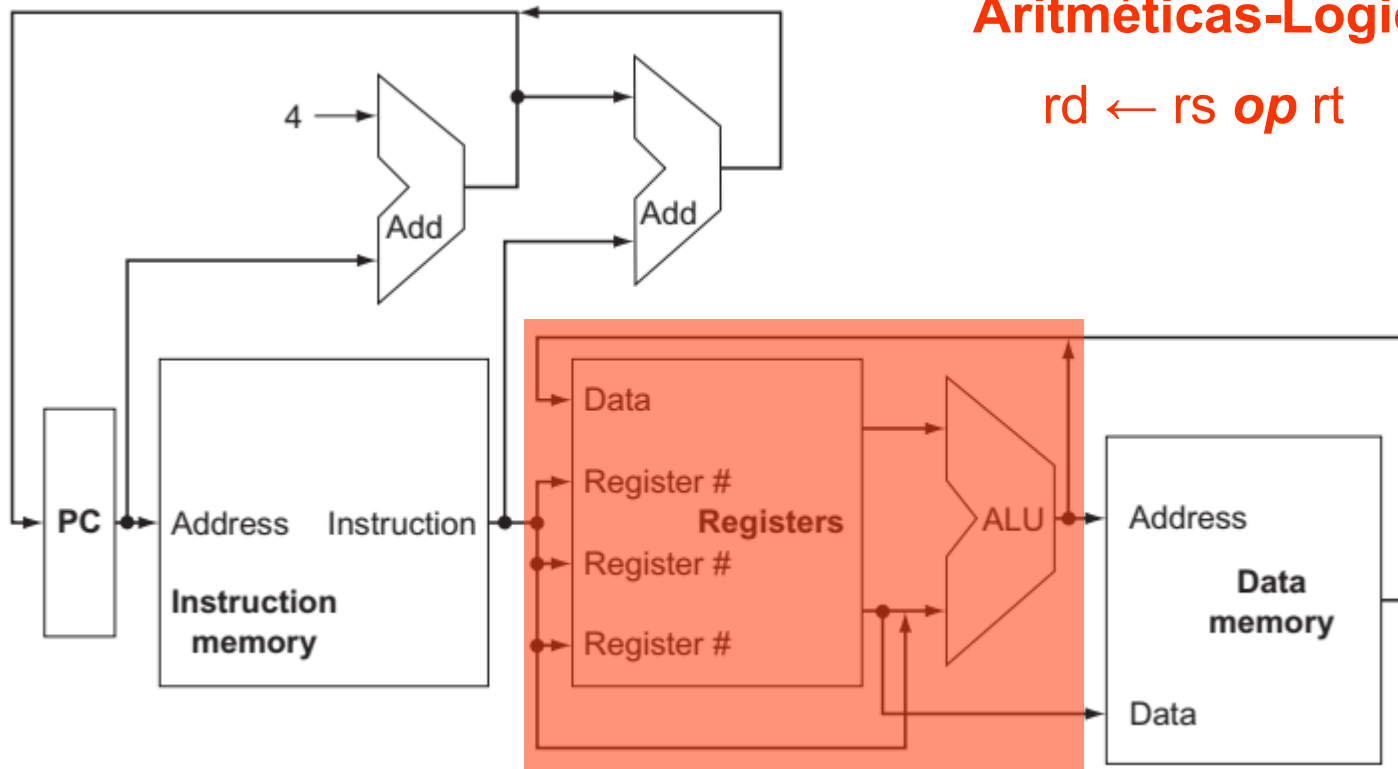 Aritméticas-Logic
rd ← rs op rt
4
Add
Add
PC
Address Instruction
Instruction
memory
Data
Register #
Registers
Register #
Register #
ALU
Address
Data
memory
Data